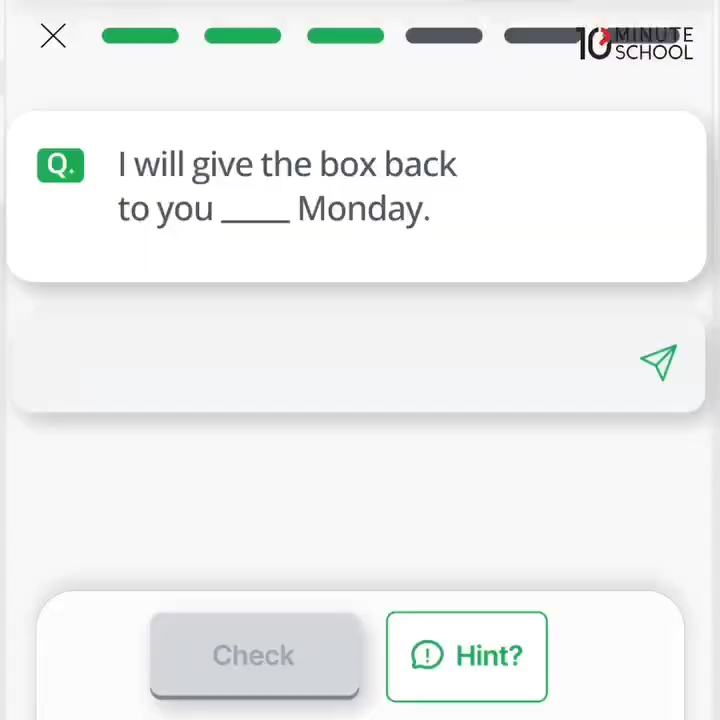 10 MINUTE
SCHOOL
Q. I will give the box back
to you _____ Monday.
Check
Hint?